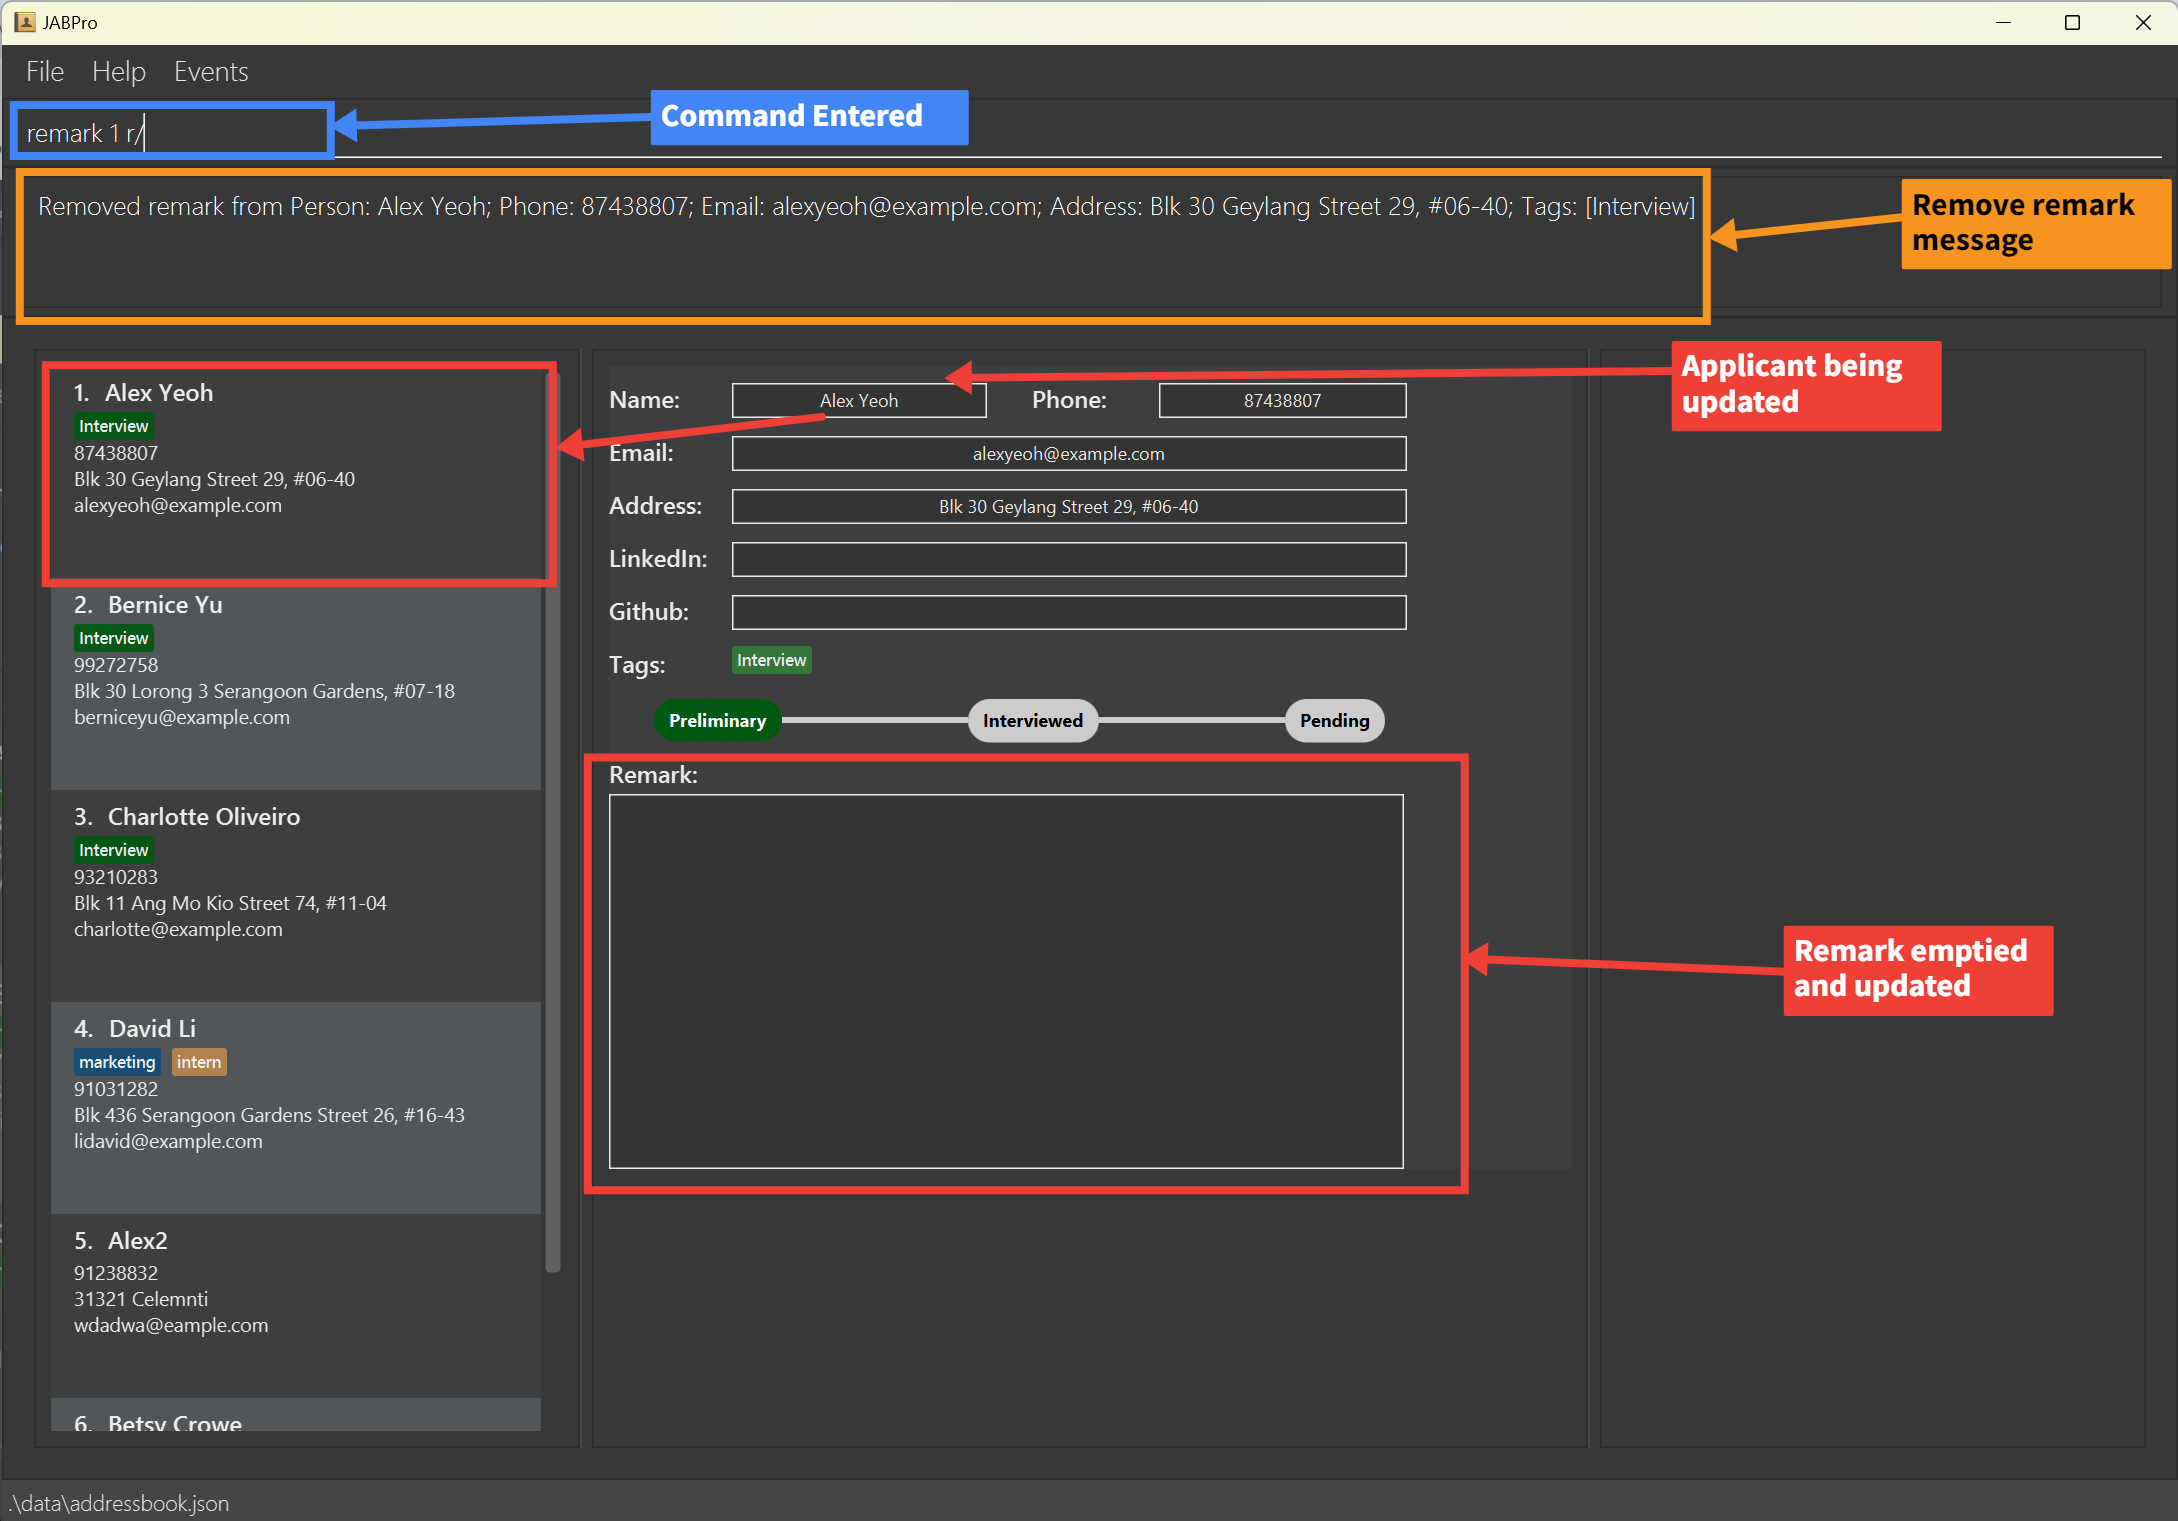 JABPro
File Help Events
remark 1 r/
Command Entered
Removed remark from Person: Alex Yeoh; Phone: 87438807; Email: alexyeoh@example.com; Address: Blk 30 Geylang Street 29, #06-40; Tags: [Interview]
Remove remark
message
1. Alex Yeoh
Interview
87438807
Blk 30 Geylang Street 29, #06-40
alexyeoh@example.com
2. Bernice Yu
Interview
99272758
Blk 30 Lorong 3 Serangoon Gardens, #07-18
berniceyu@example.com
3. Charlotte Oliveiro
Interview
93210283
Blk 11 Ang Mo Kio Street 74, #11-04
charlotte@example.com
4. David Li
marketing intern
91031282
Blk 436 Serangoon Gardens Street 26, #16-43
lidavid@example.com
5. Alex2
91238832
31321 Celemnti
wdadwa@eample.com
6. Betsy Crowe
Name: Alex Yeoh Phone: 87438807
Email: alexyeoh@example.com
Address: Blk 30 Geylang Street 29, #06-40
LinkedIn:
Github:
Tags: Interview
Preliminary Interviewed Pending
Remark:
Applicant being
updated
Remark emptied
and updated
.\data\addressbook.json